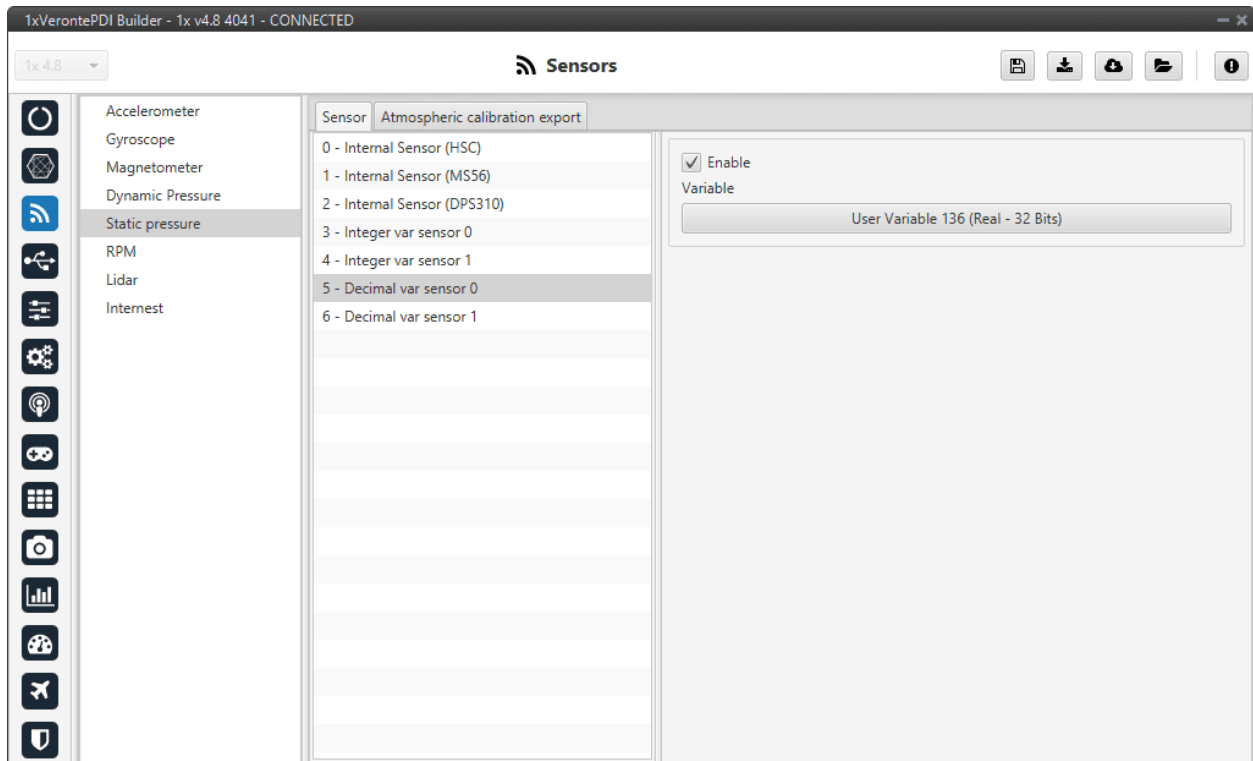 1xVerontePDI Builder - 1x v4.8 4041 - CONNECTED
1x 4.8
Sensors
Accelerometer
Gyroscope
Magnetometer
Dynamic Pressure
Static pressure
RPM
Lidar
Internest
Sensor
Atmospheric calibration export
0 - Internal Sensor (HSC)
1 - Internal Sensor (MS56)
2 - Internal Sensor (DPS310)
3 - Integer var sensor 0
4 - Integer var sensor 1
5 - Decimal var sensor 0
6 - Decimal var sensor 1
Enable
Variable
User Variable 136 (Real - 32 Bits)